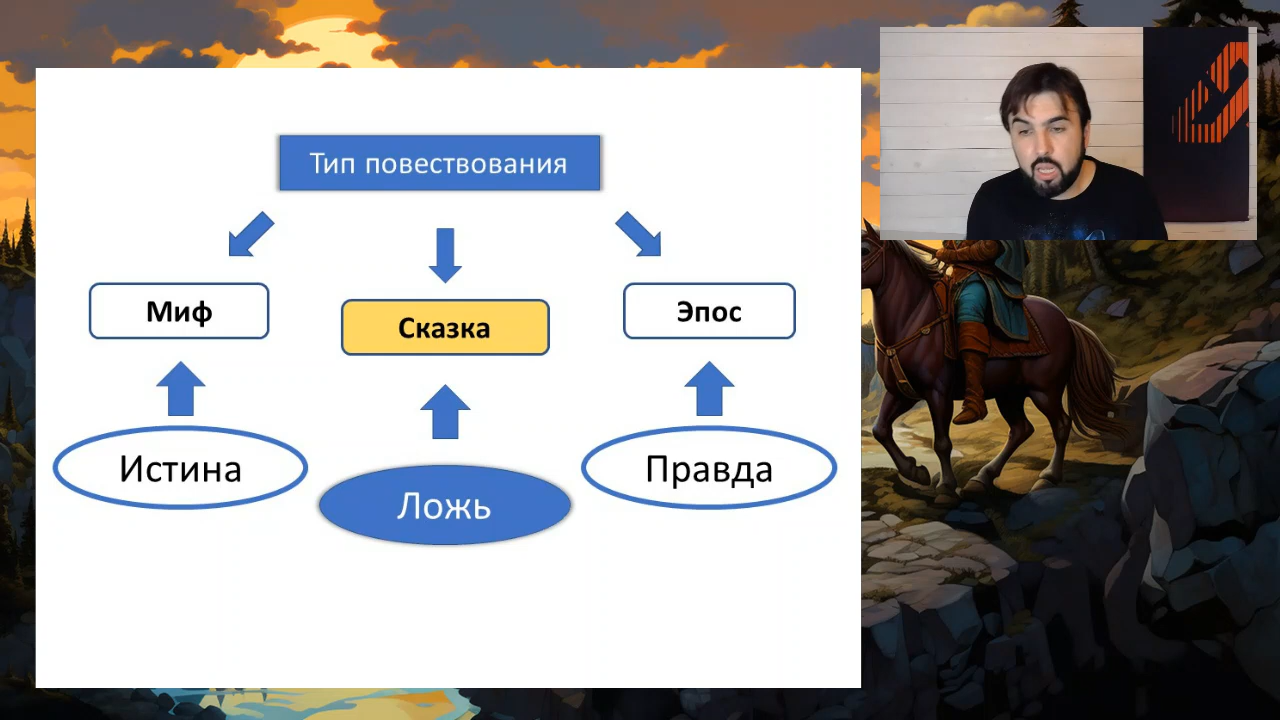 Тип повествования
Миф
Сказка
Эпос
Истина
Ложь
Правда